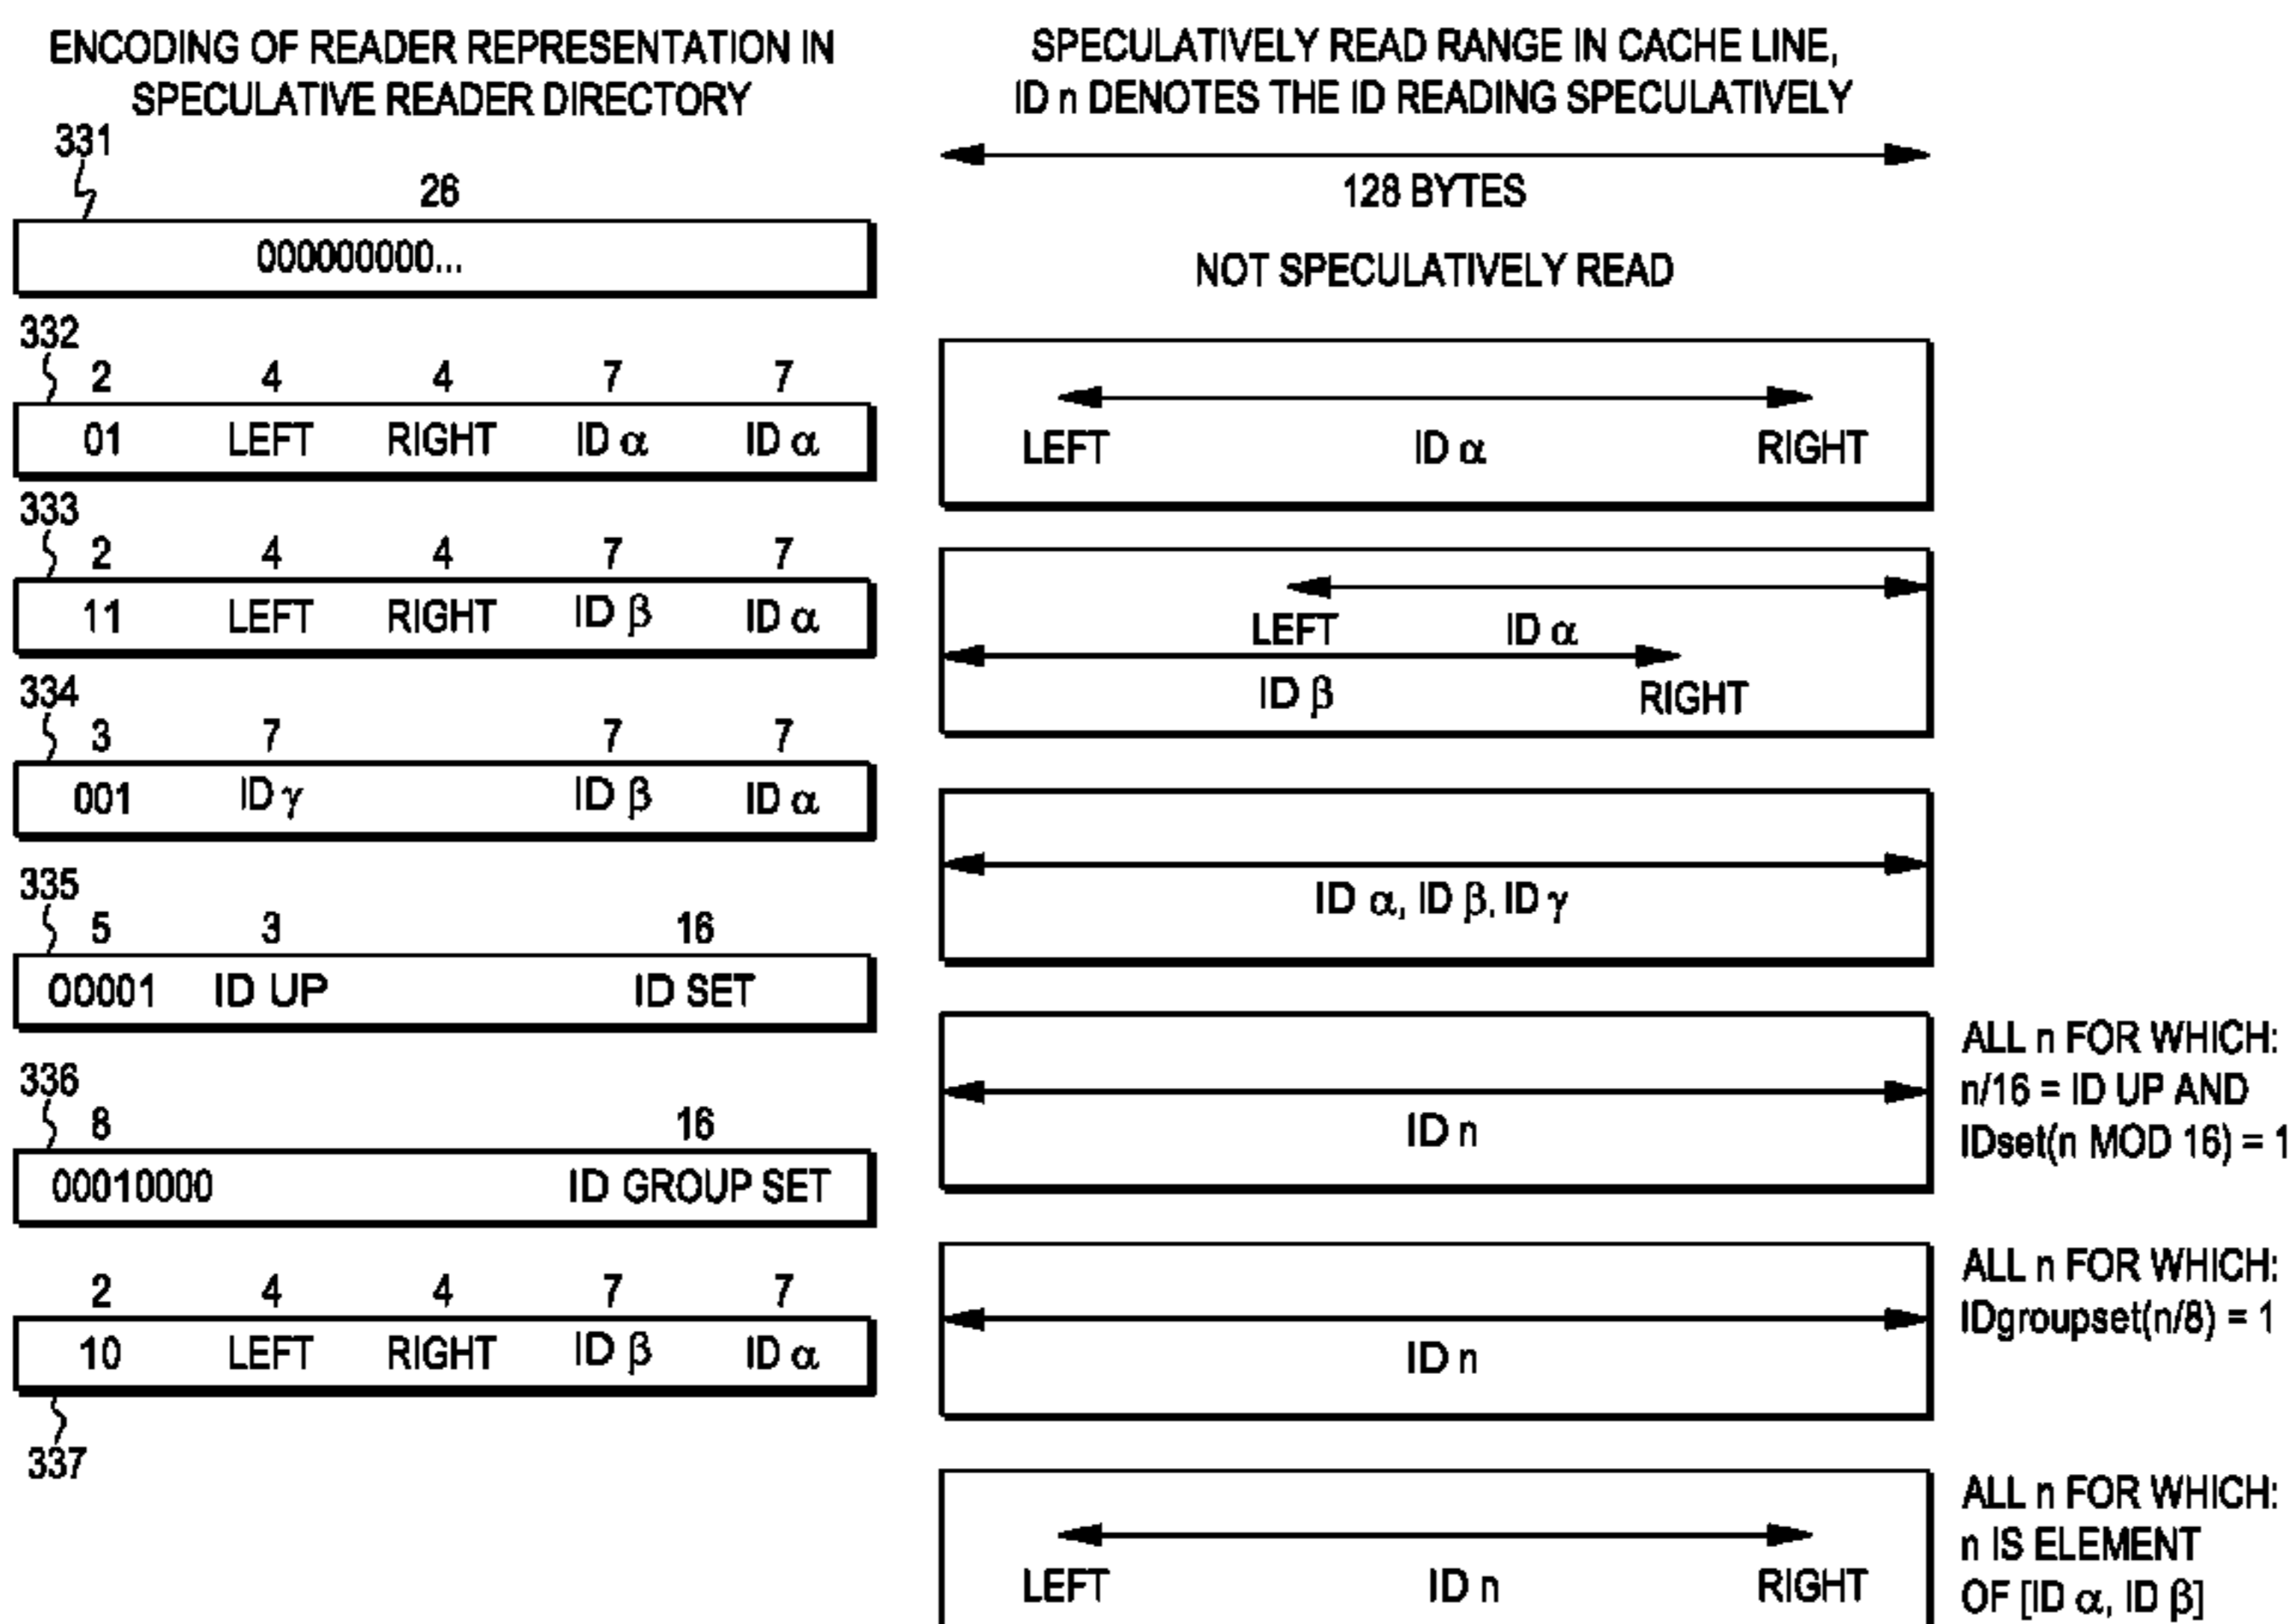 ENCODING OF READER REPRESENTATION IN
SPECULATIVE READER DIRECTORY
331
26
000000000...
332
2 4 4 7 7
01 LEFT RIGHT ID α ID α
333
2 4 4 7 7
11 LEFT RIGHT ID β ID α
334
3 7 7 7
001 ID γ ID β ID α
335
5 3 16
00001 ID UP ID SET
336
8 16
00010000 ID GROUP SET
2 4 4 7 7
10 LEFT RIGHT ID β ID α
337
SPECULATIVELY READ RANGE IN CACHE LINE,
ID n DENOTES THE ID READING SPECULATIVELY
128 BYTES
NOT SPECULATIVELY READ
LEFT ID α RIGHT
LEFT ID α
ID β RIGHT
ID α, ID β, ID γ
ID n
ALL n FOR WHICH:
n/16 = ID UP AND
IDset(n MOD 16) = 1
ID n
ALL n FOR WHICH:
IDgroupset(n/8) = 1
LEFT ID n RIGHT
ALL n FOR WHICH:
n IS ELEMENT
OF [ID α, ID β]